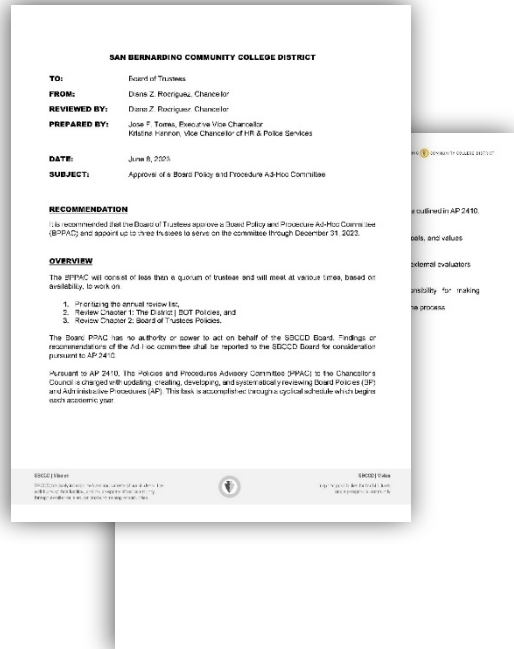 SAN BERNARDINO COMMUNITY COLLEGE DISTRICT
TO: Board of Trustees
FROM: Diana Z. Rodriguez, Chancellor
REVIEWED BY: Diana Z. Rodriguez, Chancellor
PREPARED BY: Jose F. Torres, Executive Vice Chancellor
Kristina Hannon, Vice Chancellor of HR & Police Services
DATE: June 8, 2023
SUBJECT: Approval of a Board Policy and Procedure Ad-Hoc Committee
RECOMMENDATION
It is recommended that the Board of Trustees approve a Board Policy and Procedure Ad-Hoc Committee
(BPPAC) and appoint up to three trustees to serve on the committee through December 31, 2023.
OVERVIEW
The BPPAC will consist of less than a quorum of trustees and will meet at various times, based on
availability, to work on:
1. Prioritizing the annual review list,
2. Review Chapter 1: The District | BOT Policies, and
3. Review Chapter 2: Board of Trustees Policies.
The Board PPAC has no authority or power to act on behalf of the SBCCD Board. Findings or
recommendations of the Ad Hoc committee shall be reported to the SBCCD Board for consideration
pursuant to AP 2410.
Pursuant to AP 2410, The Policies and Procedures Advisory Committee (PPAC) to the Chancellor's
Council is charged with updating, creating, developing, and systematically reviewing Board Policies (BP)
and Administrative Procedures (AP). This task is accomplished through a cyclical schedule which begins
each academic year.
SBCCD | Mission
SBCCD | Vision
COMMUNITY COLLEGE DISTRICT
outlined in AP 2410.
goals, and values
external evaluators
responsibility for making
process